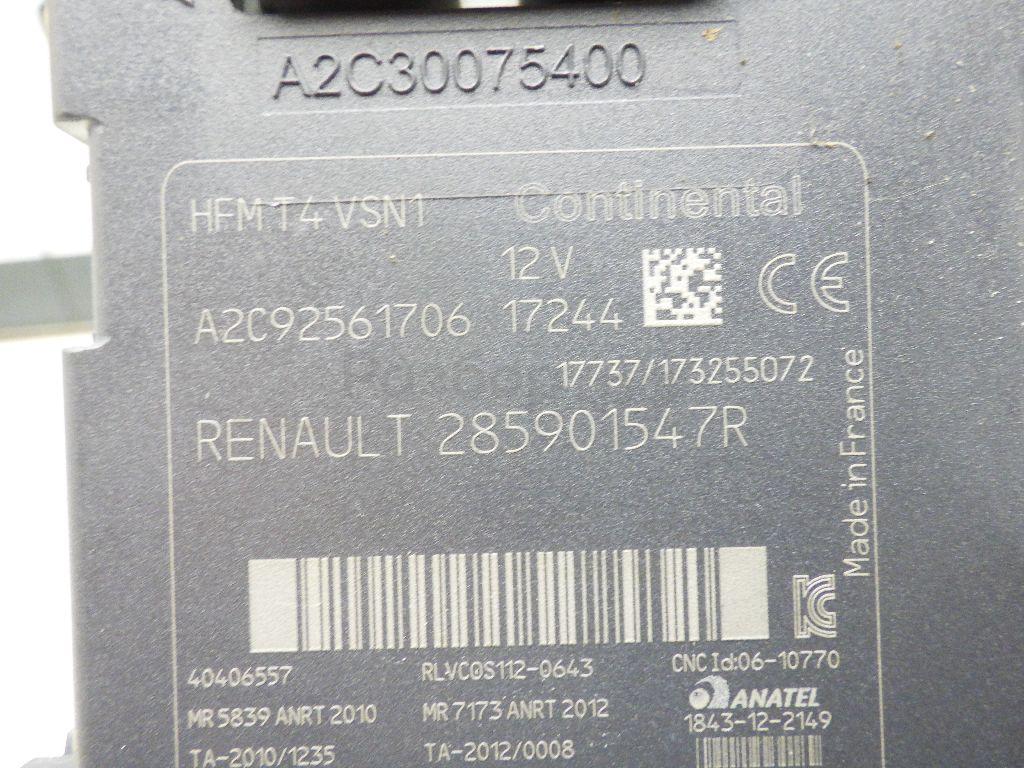 A2C30075400
HFM T4 VSN1 Continental
12 V
A2C92561706 17244
CE
17737/173255072
RENAULT 285901547R
Made in France
40406557 RLVC0S112-0643 CNC Id:06-10770
MR 5839 ANRT 2010 MR 7173 ANRT 2012 ANATEL
1843-12-2149
TA-2010/1235 TA-2012/0008